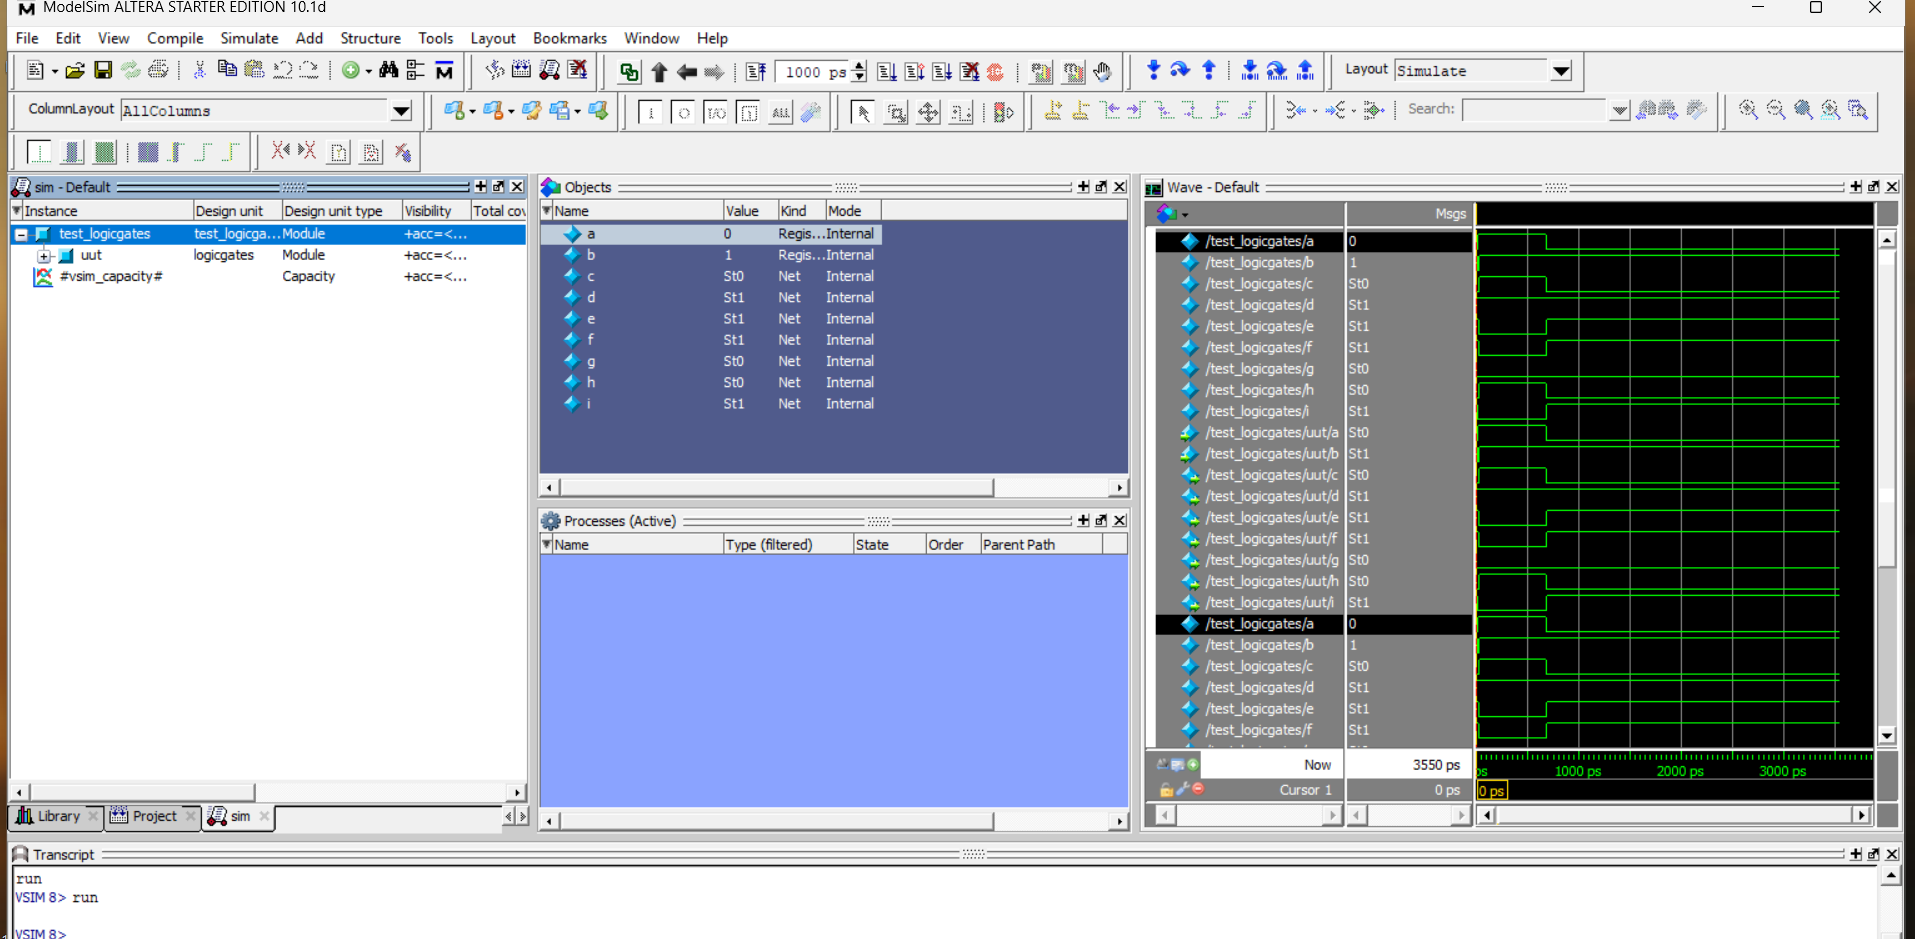 ModelSim ALTERA STARTER EDITION 10.1d
File Edit View Compile Simulate Add Structure Tools Layout Bookmarks Window Help
1000 ps
Layout Simulate
ColumnLayout AllColumns
Search:
sim - Default
Instance Design unit Design unit type Visibility Total cov
test_logicgates test_logicga... Module +acc=<...
uut logicgates Module +acc=<...
#vsim_capacity# Capacity +acc=<...
Library Project sim
Objects
Name Value Kind Mode
a 0 Regis... Internal
b 1 Regis... Internal
c St0 Net Internal
d St1 Net Internal
e St1 Net Internal
f St1 Net Internal
g St0 Net Internal
h St0 Net Internal
i St1 Net Internal
Processes (Active)
Name Type (filtered) State Order Parent Path
Wave - Default
Msgs
/test_logicgates/a 0
/test_logicgates/b 1
/test_logicgates/c St0
/test_logicgates/d St1
/test_logicgates/e St1
/test_logicgates/f St1
/test_logicgates/g St0
/test_logicgates/h St0
/test_logicgates/i St1
/test_logicgates/uut/a St0
/test_logicgates/uut/b St1
/test_logicgates/uut/c St0
/test_logicgates/uut/d St1
/test_logicgates/uut/e St1
/test_logicgates/uut/f St1
/test_logicgates/uut/g St0
/test_logicgates/uut/h St0
/test_logicgates/uut/i St1
/test_logicgates/a 0
/test_logicgates/b 1
/test_logicgates/c St0
/test_logicgates/d St1
/test_logicgates/e St1
/test_logicgates/f St1
Now 3550 ps
ps 1000 ps 2000 ps 3000 ps
Cursor 1 0 ps
0 ps
Transcript
run
VSIM 8> run
VSIM 8>